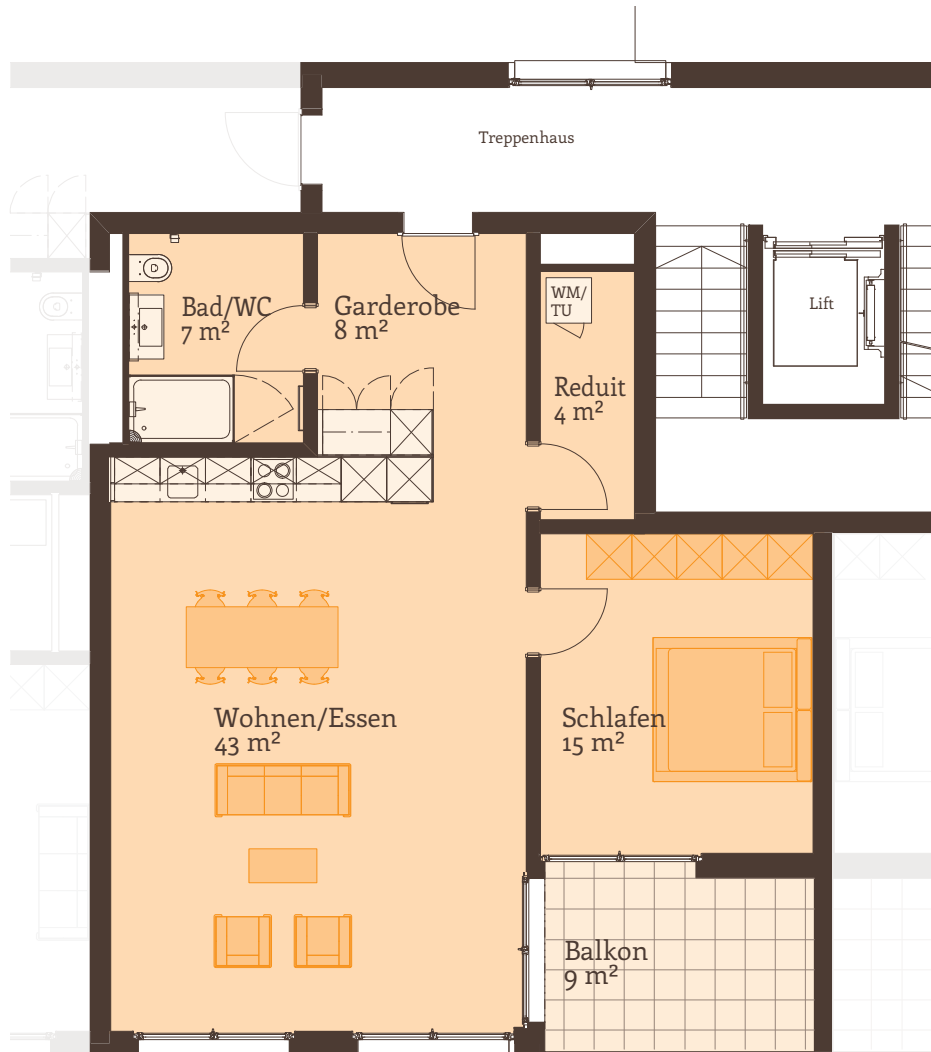 Treppenhaus
Bad/WC
7 m²
Garderobe
8 m²
WM/
TU
Lift
Reduit
4 m²
Wohnen/Essen
43 m²
Schlafen
15 m²
Balkon
9 m²